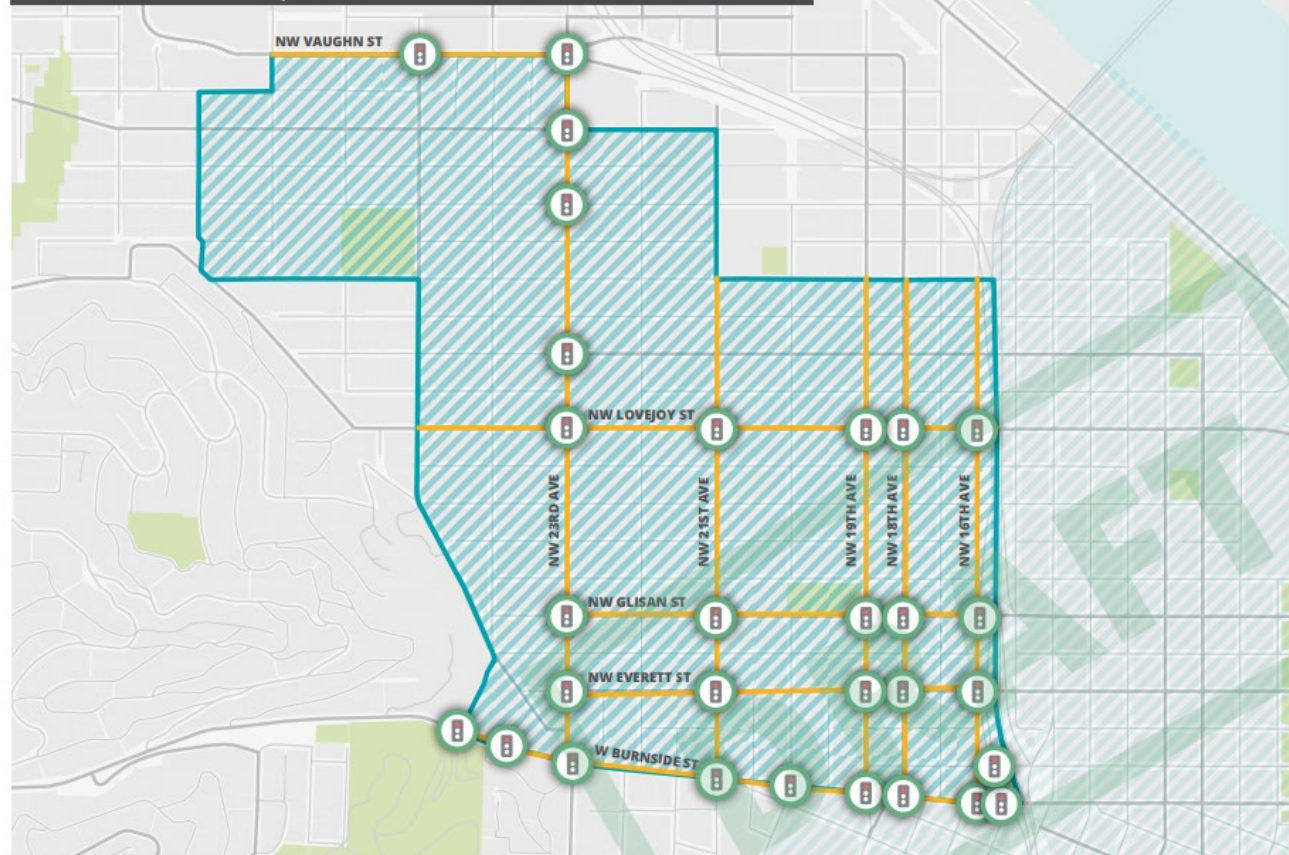 NW VAUGHN ST
NW LOVEJOY ST
NW 23RD AVE
NW 21ST AVE
NW 19TH AVE
NW 18TH AVE
NW 16TH AVE
NW GLISAN ST
NW EVERETT ST
W BURNSIDE ST
DRAFT